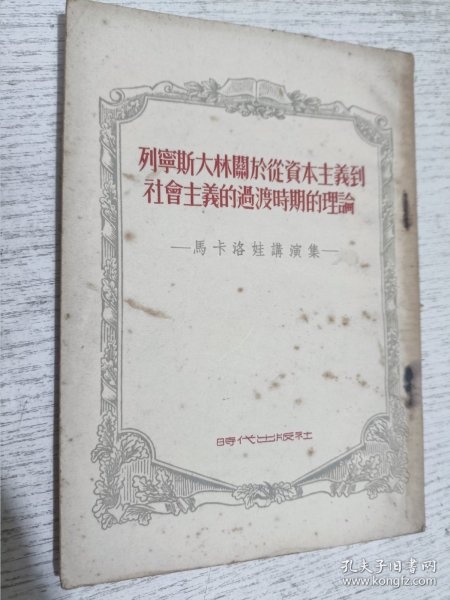 列寧斯大林關於從資本主義到
社會主義的過渡時期的理論
—馬卡洛娃講演集—
時代出版社
孔夫子旧书网
www.kongfz.com